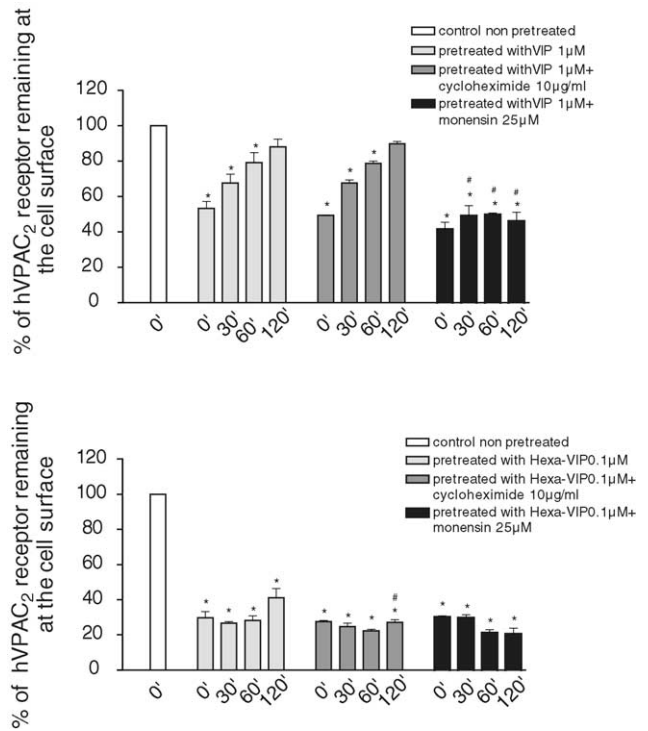 control non pretreated
pretreated withVIP 1µM
pretreated withVIP 1µM+
cycloheximide 10µg/ml
pretreated withVIP 1µM+
monensin 25µM
% of hVPAC2 receptor remaining at
the cell surface
120
100
80
60
40
20
0
* * * * * * * # * # * # *
0' 0' 30' 60' 120' 0' 30' 60' 120' 0' 30' 60' 120'
control non pretreated
pretreated with Hexa-VIP0.1µM
pretreated with Hexa-VIP0.1µM+
cycloheximide 10µg/ml
pretreated with Hexa-VIP0.1µM+
monensin 25µM
% of hVPAC2 receptor remaining
at the cell surface
120
100
80
60
40
20
0
* * * * * * * # * * * * *
0' 0' 30' 60' 120' 0' 30' 60' 120' 0' 30' 60' 120'